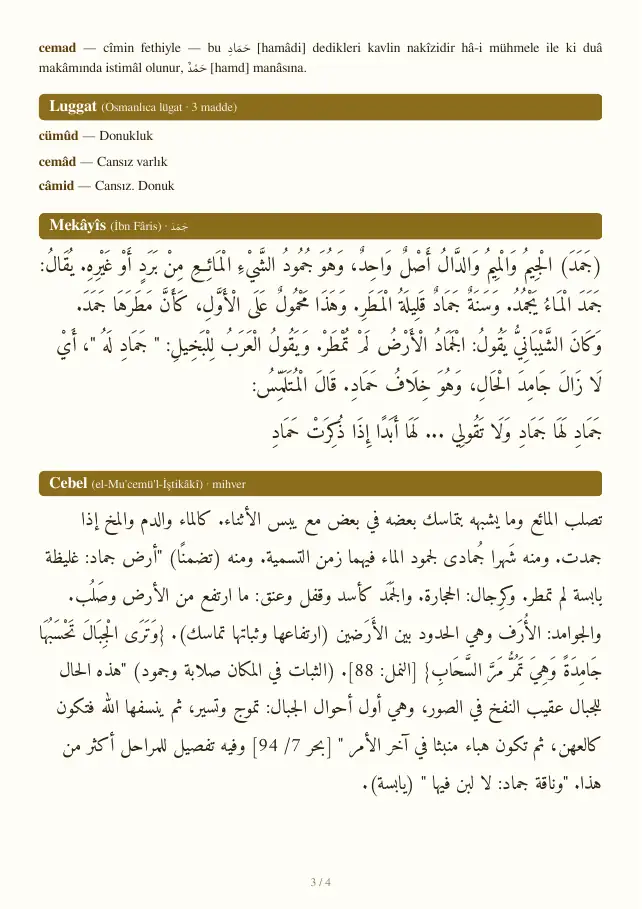 cemad — cîmin fethiyle — bu حَمَادِ [hamâdi] dedikleri kavlin nakîzidir hâ-i mühmele ile ki duâ
makâmında istimâl olunur, حَمْدْ [hamd] manâsına.
Luggat (Osmanlıca lügat · 3 madde)
cümûd — Donukluk
cemâd — Cansız varlık
câmid — Cansız. Donuk
Mekâyîs (İbn Fâris) · جَمَدَ
(جَمَدَ) الْجِيمُ وَالْمِيمُ وَالدَّالُ أَصْلٌ وَاحِدٌ، وَهُوَ جُمُودُ الشَّيْءِ الْمَائِعِ مِنْ بَرَدٍ أَوْ غَيْرِهِ. يُقَالُ:
جَمَدَ الْمَاءُ يَجْمُدُ. وَسَنَةٌ جَمَادٌ قَلِيلَةُ الْمَطَرِ. وَهَذَا مَحْمُولٌ عَلَى الْأَوَّلِ، كَأَنَّ مَطَرَهَا جَمَدَ.
وَكَانَ الشَّيْبَانِيُّ يَقُولُ: الْجَمَادُ الْأَرْضُ لَمْ تُمْطَرْ. وَيَقُولُ الْعَرَبُ لِلْبَخِيلِ: " جَمَادِ لَهُ "، أَيْ
لَا زَالَ جَامِدَ الْحَالِ، وَهُوَ خِلَافُ حَمَادِ. قَالَ الْمُتَلَمِّسُ:
جَمَادِ لَهَا جَمَادِ وَلَا تَقُولِي ... لَهَا أَبَدًا إِذَا ذُكِرَتْ حَمَادِ
Cebel (el-Mu'cemü'l-İştikâkî) · mihver
تصلب المائع وما يشبهه بتماسك بعضه في بعض مع يبس الأثناء. كالماء والدم والمخ إذا
جمدت. ومنه شَهرا جُمادى لجمود الماء فيهما زمن التسمية. ومنه (تضمنًا) "أرض جماد: غليظة
يابسة لم تمطر. وكرِجال: الحجارة. والجَمَد كأسد وقفل وعنق: ما ارتفع من الأرض وصَلُب.
والجوامد: الأُرَف وهي الحدود بين الأَرَضين (ارتفاعها وثباتها تماسك). {وَتَرَى الْجِبَالَ تَحْسَبُهَا
جَامِدَةً وَهِيَ تَمُرُّ مَرَّ السَّحَابِ} [النمل: 88]. (الثبات في المكان صلابة وجمود) "هذه الحال
للجبال عقيب النفخ في الصور، وهي أول أحوال الجبال: تموج وتسير، ثم ينسفها الله فتكون
كالعهن، ثم تكون هباء منبثا في آخر الأمر " [بحر 7/ 94] وفيه تفصيل للمراحل أكثر من
هذا. "وناقة جماد: لا لبن فيها " (يابسة).
3 / 4